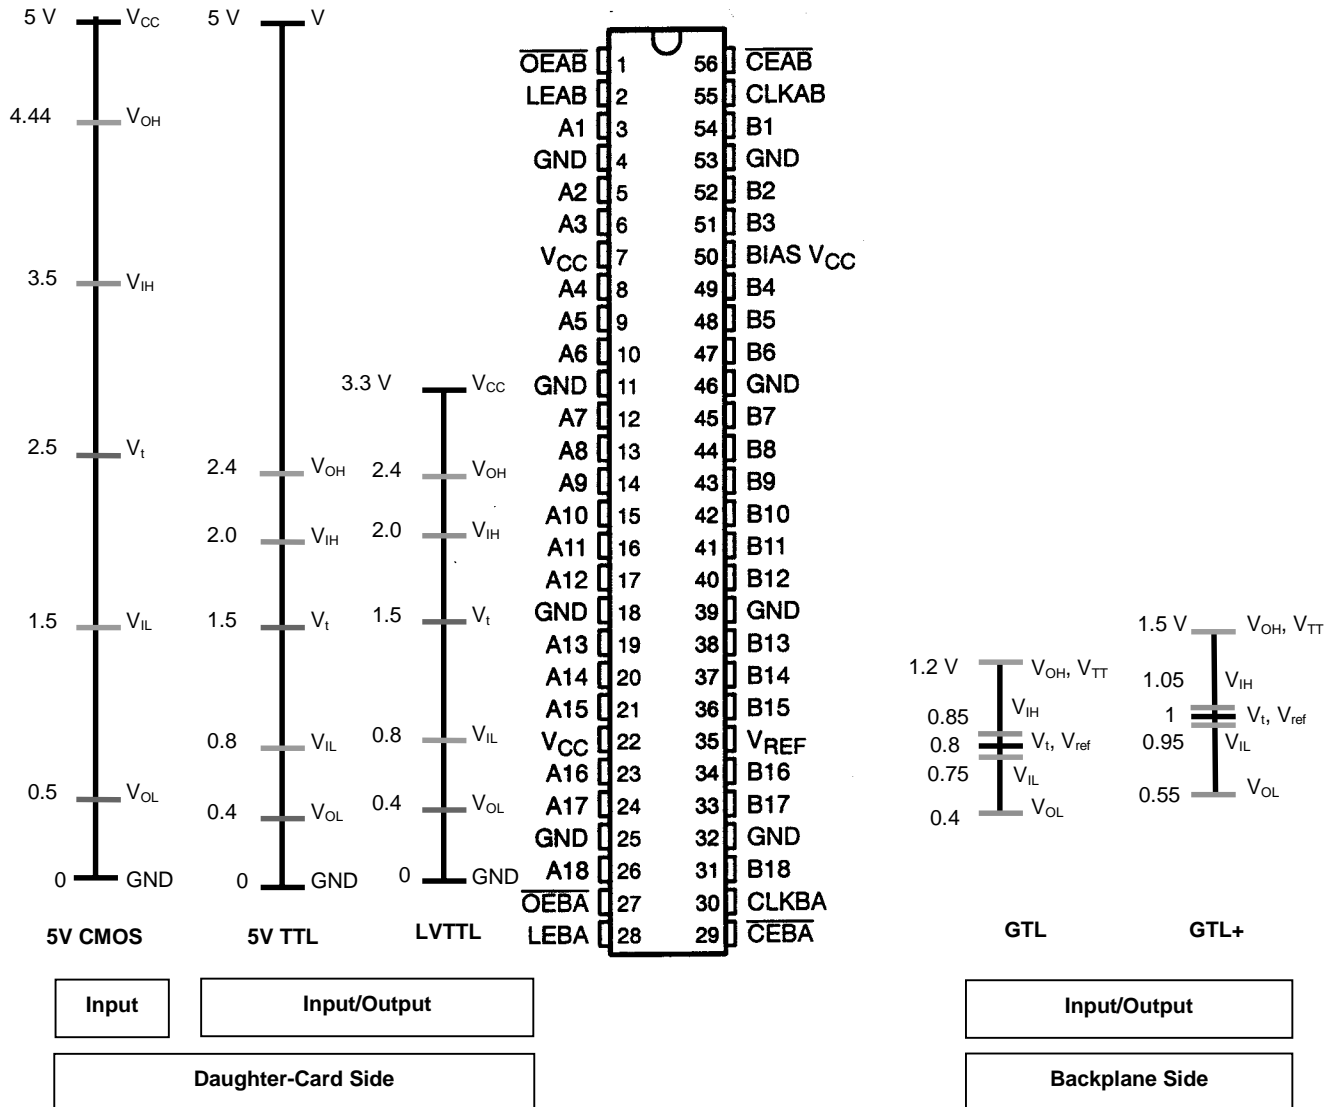 5 V VCC
4.44 VOH
3.5 VIH
2.5 Vt
1.5 VIL
0.5 VOL
0 GND
5V CMOS
5 V V
2.4 VOH
2.0 VIH
1.5 Vt
0.8 VIL
0.4 VOL
0 GND
5V TTL
3.3 V VCC
2.4 VOH
2.0 VIH
1.5 Vt
0.8 VIL
0.4 VOL
0 GND
LVTTL
OEAB 1 56 CEAB
LEAB 2 55 CLKAB
A1 3 54 B1
GND 4 53 GND
A2 5 52 B2
A3 6 51 B3
VCC 7 50 BIAS VCC
A4 8 49 B4
A5 9 48 B5
A6 10 47 B6
GND 11 46 GND
A7 12 45 B7
A8 13 44 B8
A9 14 43 B9
A10 15 42 B10
A11 16 41 B11
A12 17 40 B12
GND 18 39 GND
A13 19 38 B13
A14 20 37 B14
A15 21 36 B15
VCC 22 35 VREF
A16 23 34 B16
A17 24 33 B17
GND 25 32 GND
A18 26 31 B18
OEBA 27 30 CLKBA
LEBA 28 29 CEBA
1.2 V VOH, VTT
0.85 VIH
0.8 Vt, Vref
0.75 VIL
0.4 VOL
GTL
1.5 V VOH, VTT
1.05 VIH
1 Vt, Vref
0.95 VIL
0.55 VOL
GTL+
Input
Input/Output
Input/Output
Daughter-Card Side
Backplane Side